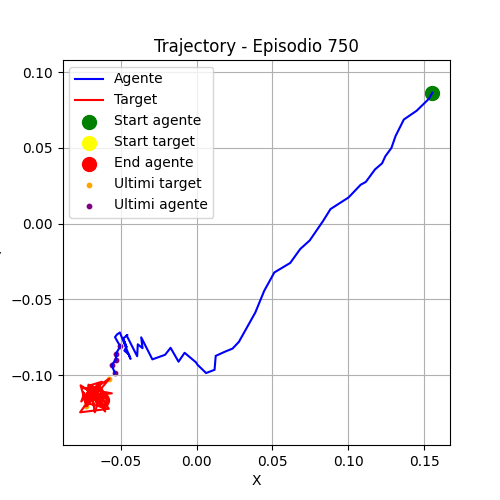 Trajectory - Episodio 750
Agente
Target
Start agente
Start target
End agente
Ultimi target
Ultimi agente
0.10
0.05
0.00
−0.05
−0.10
−0.05
0.00
0.05
0.10
0.15
X